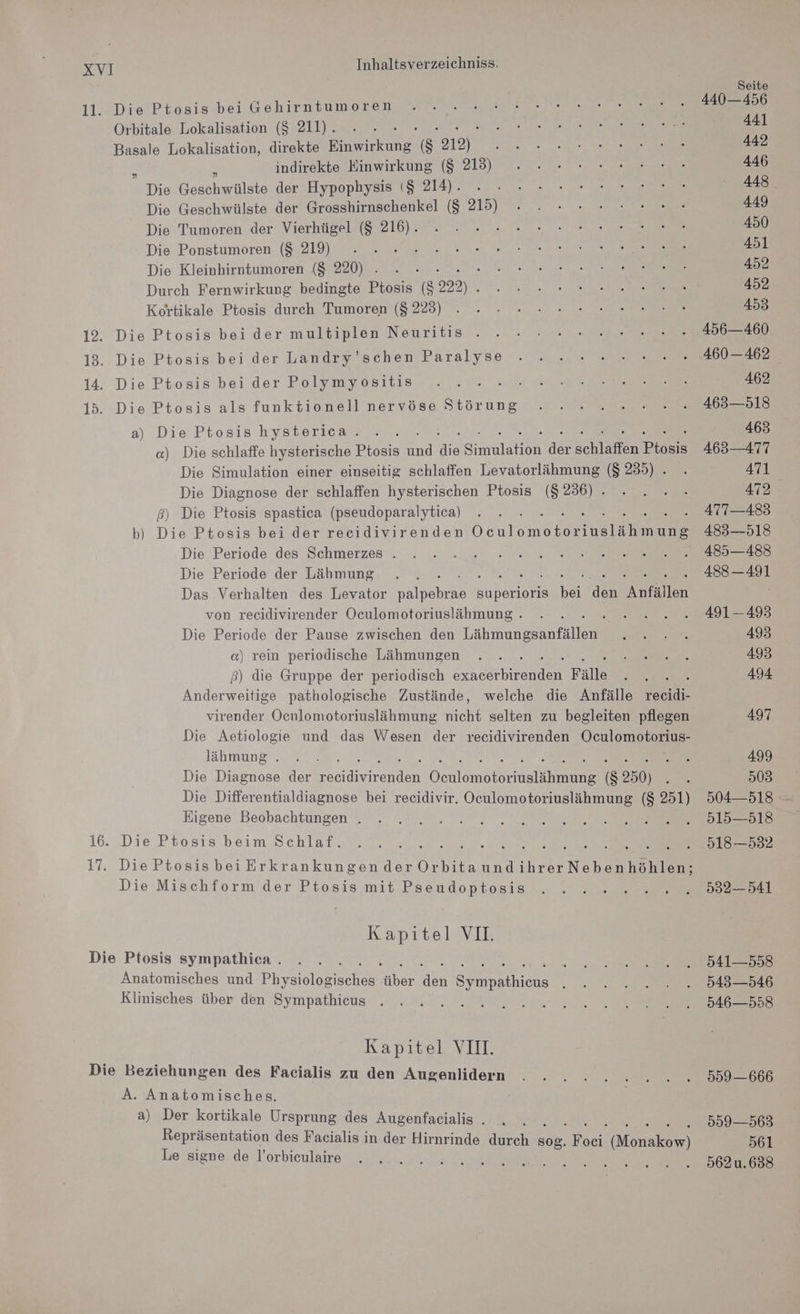 XVI Inhaltsverzeichniss.
Seite
11. Die Ptosis bei Gehirntumoren . . . . . . . . . . . . . . . 440—456
Orbitale Lokalisation (§ 211) . . . . . . . . . . . . . . . 441
Basale Lokalisation, direkte Einwirkung (§ 212) . . . . . . . . . 442
„ „ indirekte Einwirkung (§ 213) . . . . . . . . 446
Die Geschwülste der Hypophysis (§ 214) . . . . . . . . . . . . 448
Die Geschwülste der Grosshirnschenkel (§ 215) . . . . . . . . . 449
Die Tumoren der Vierhügel (§ 216) . . . . . . . . . . . . . 450
Die Ponstumoren (§ 219) . . . . . . . . . . . . . . . . 451
Die Kleinhirntumoren (§ 220) . . . . . . . . . . . . . . . 452
Durch Fernwirkung bedingte Ptosis (§ 222) . . . . . . . . . . . 452
Kortikale Ptosis durch Tumoren (§ 223) . . . . . . . . . . . . 453
12. Die Ptosis bei der multiplen Neuritis . . . . . . . . . . . 456—460
13. Die Ptosis bei der Landry'schen Paralyse . . . . . . . . . 460—462
14. Die Ptosis bei der Polymyositis . . . . . . . . . . . . . 462
15. Die Ptosis als funktionell nervöse Störung . . . . . . . . 463—518
a) Die Ptosis hysterica . . . . . . . . . . . . . . . . 463
α) Die schlaffe hysterische Ptosis und die Simulation der schlaffen Ptosis 463—477
Die Simulation einer einseitig schlaffen Levatorlähmung (§ 235) . . 471
Die Diagnose der schlaffen hysterischen Ptosis (§ 236) . . . . . 472
β) Die Ptosis spastica (pseudoparalytica) . . . . . . . . . . 477—483
b) Die Ptosis bei der recidivirenden Oculomotoriuslähmung 483—518
Die Periode des Schmerzes . . . . . . . . . . . . . . . 485—488
Die Periode der Lähmung . . . . . . . . . . . . . . . 488—491
Das Verhalten des Levator palpebrae superioris bei den Anfällen
von recidivirender Oculomotoriuslähmung . . . . . . . . . 491—493
Die Periode der Pause zwischen den Lähmungsanfällen . . . . 493
α) rein periodische Lähmungen . . . . . . . . . . . . 493
β) die Gruppe der periodisch exacerbirenden Fälle . . . . . 494
Anderweitige pathologische Zustände, welche die Anfälle recidi-
virender Oculomotoriuslähmung nicht selten zu begleiten pflegen 497
Die Aetiologie und das Wesen der recidivirenden Oculomotorius-
lähmung . . . . . . . . . . . . . . . . . . . . 499
Die Diagnose der recidivirenden Oculomotoriuslähmung (§ 250) . . 503
Die Differentialdiagnose bei recidivir. Oculomotoriuslähmung (§ 251) 504—518
Eigene Beobachtungen . . . . . . . . . . . . . . . . 515—518
16. Die Ptosis beim Schlaf. . . . . . . . . . . . . . . . . 518—532
17. Die Ptosis bei Erkrankungen der Orbita und ihrer Nebenhöhlen;
Die Mischform der Ptosis mit Pseudoptosis . . . . . . . . 532—541
Kapitel VII.
Die Ptosis sympathica . . . . . . . . . . . . . . . . . . 541—558
Anatomisches und Physiologisches über den Sympathicus . . . . . . . 543—546
Klinisches über den Sympathicus . . . . . . . . . . . . . . 546—558
Kapitel VIII.
Die Beziehungen des Facialis zu den Augenlidern . . . . . . . . . 559—666
A. Anatomisches.
a) Der kortikale Ursprung des Augenfacialis . . . . . . . . . . . 559—563
Repräsentation des Facialis in der Hirnrinde durch sog. Foci (Monakow) 561
Le signe de l'orbiculaire . . . . . . . . . . . . . . . . 562 u. 638